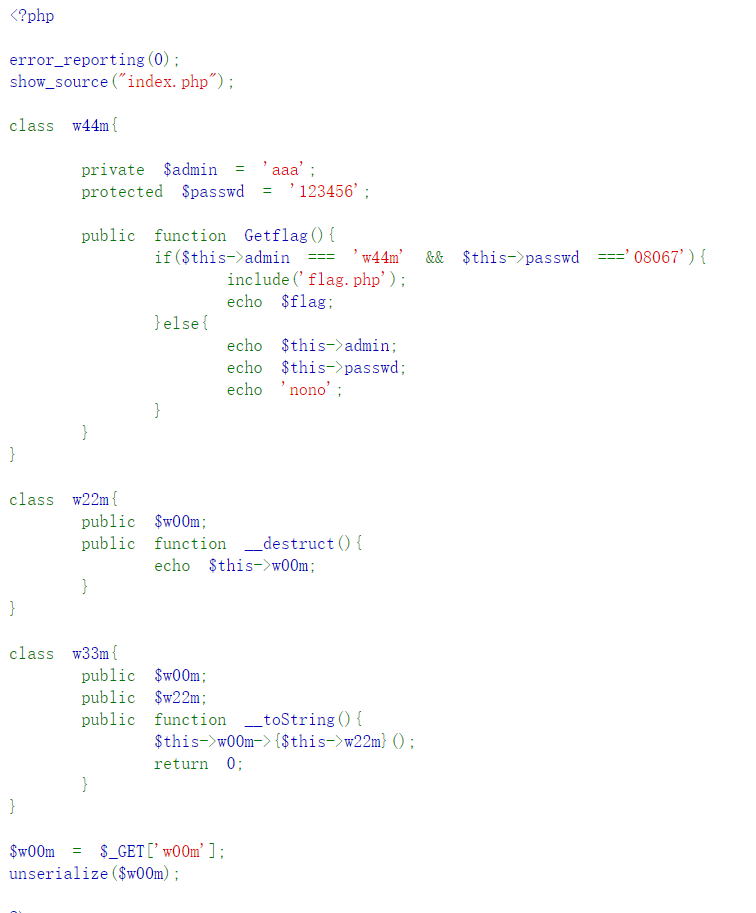 <?php
error_reporting(0);
show_source("index.php");
class w44m{
private $admin = 'aaa';
protected $passwd = '123456';
public function Getflag(){
if($this->admin === 'w44m' && $this->passwd ==='08067'){
include('flag.php');
echo $flag;
}else{
echo $this->admin;
echo $this->passwd;
echo 'nono';
}
}
}
class w22m{
public $w00m;
public function __destruct(){
echo $this->w00m;
}
}
class w33m{
public $w00m;
public $w22m;
public function __toString(){
$this->w00m->{$this->w22m}();
return 0;
}
}
$w00m = $_GET['w00m'];
unserialize($w00m);